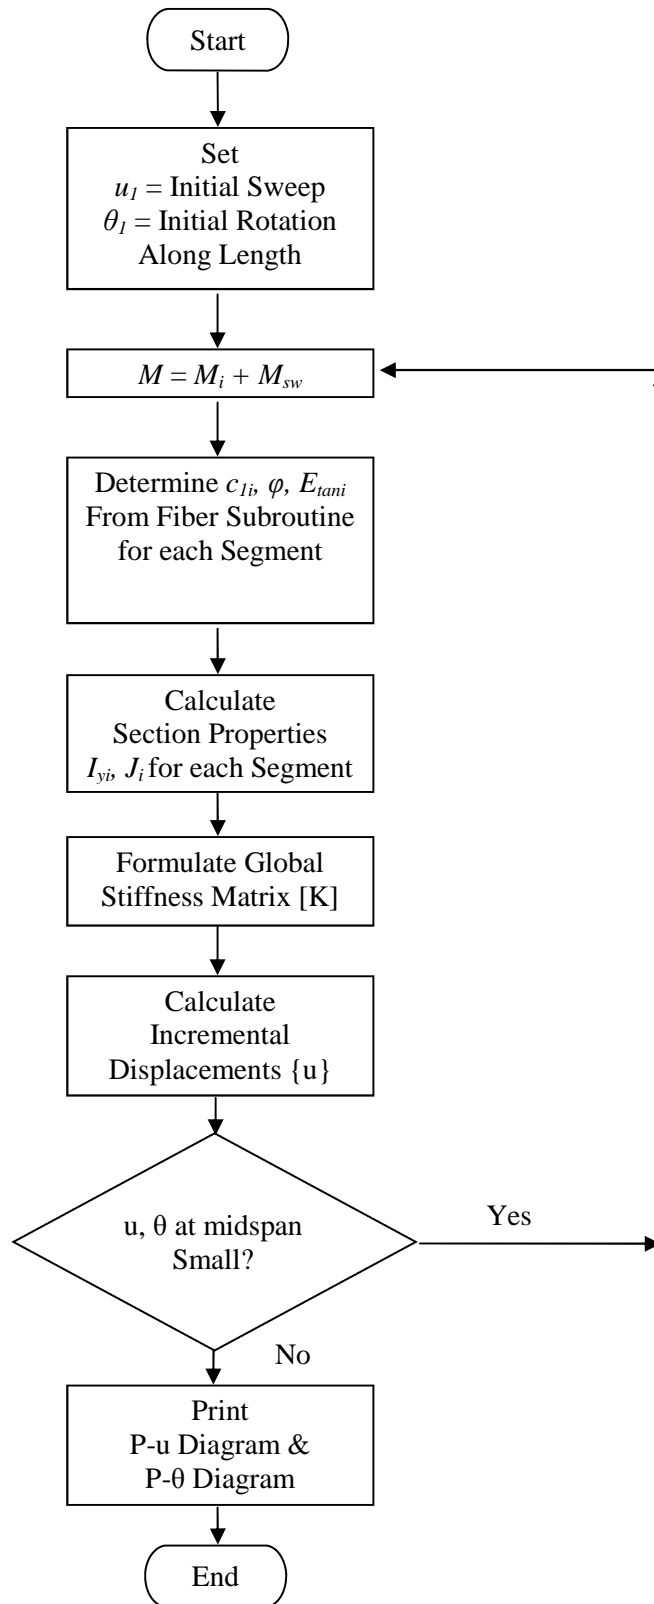 Start
Set
u1 = Initial Sweep
θ1 = Initial Rotation
Along Length
M = Mi + Msw
Determine c1i, φ, Etani
From Fiber Subroutine
for each Segment
Calculate
Section Properties
Iyi, Ji for each Segment
Formulate Global
Stiffness Matrix [K]
Calculate
Incremental
Displacements {u}
u, θ at midspan
Small?
Yes
No
Print
P-u Diagram &
P-θ Diagram
End